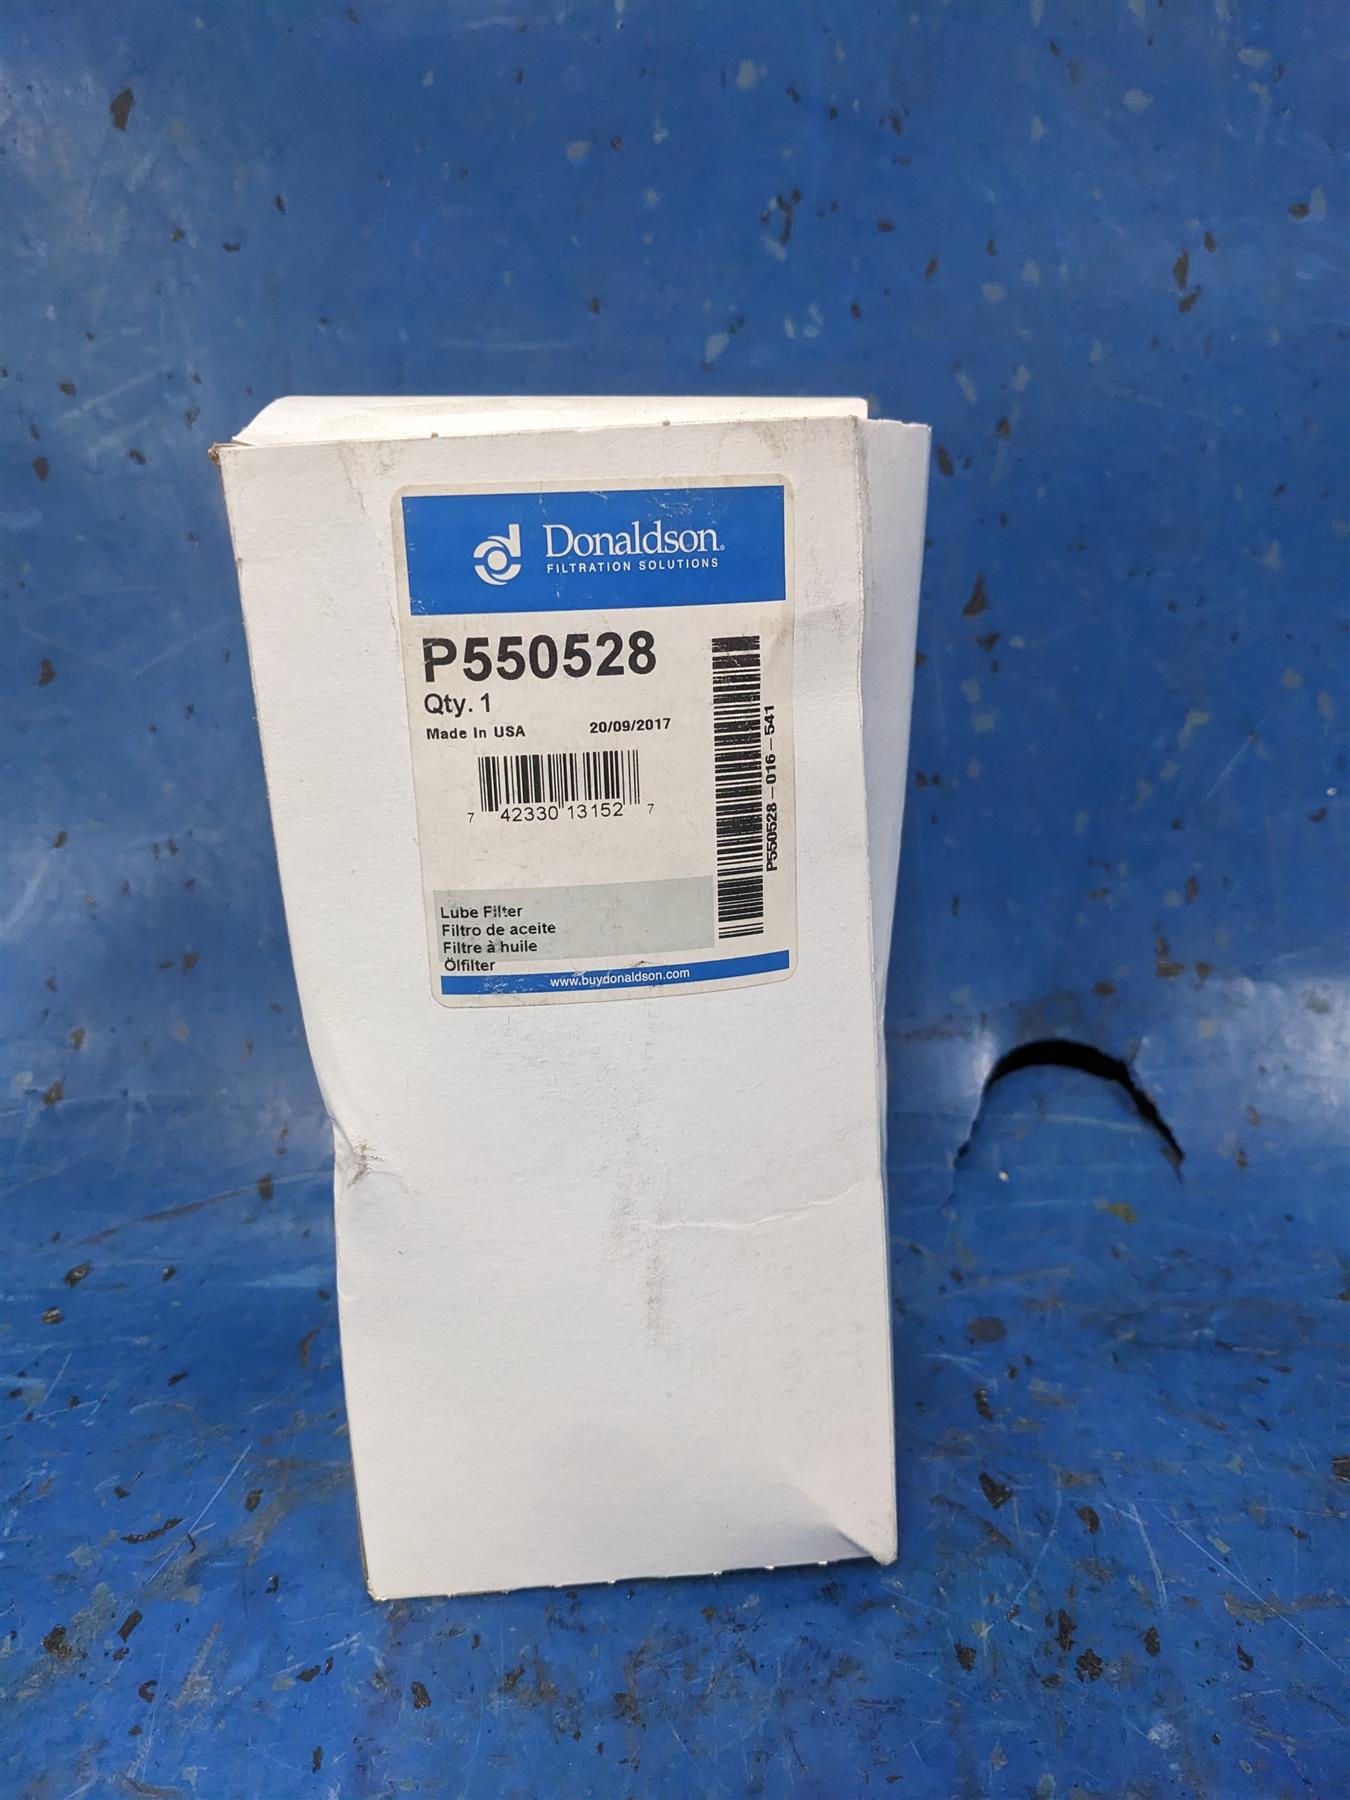 Donaldson.
FILTRATION SOLUTIONS
P550528
Qty. 1
Made In USA 20/09/2017
7 42330 13152 7
P550528-016-541
Lube Filter
Filtro de aceite
Filtre à huile
Ölfilter
www.buydonaldson.com